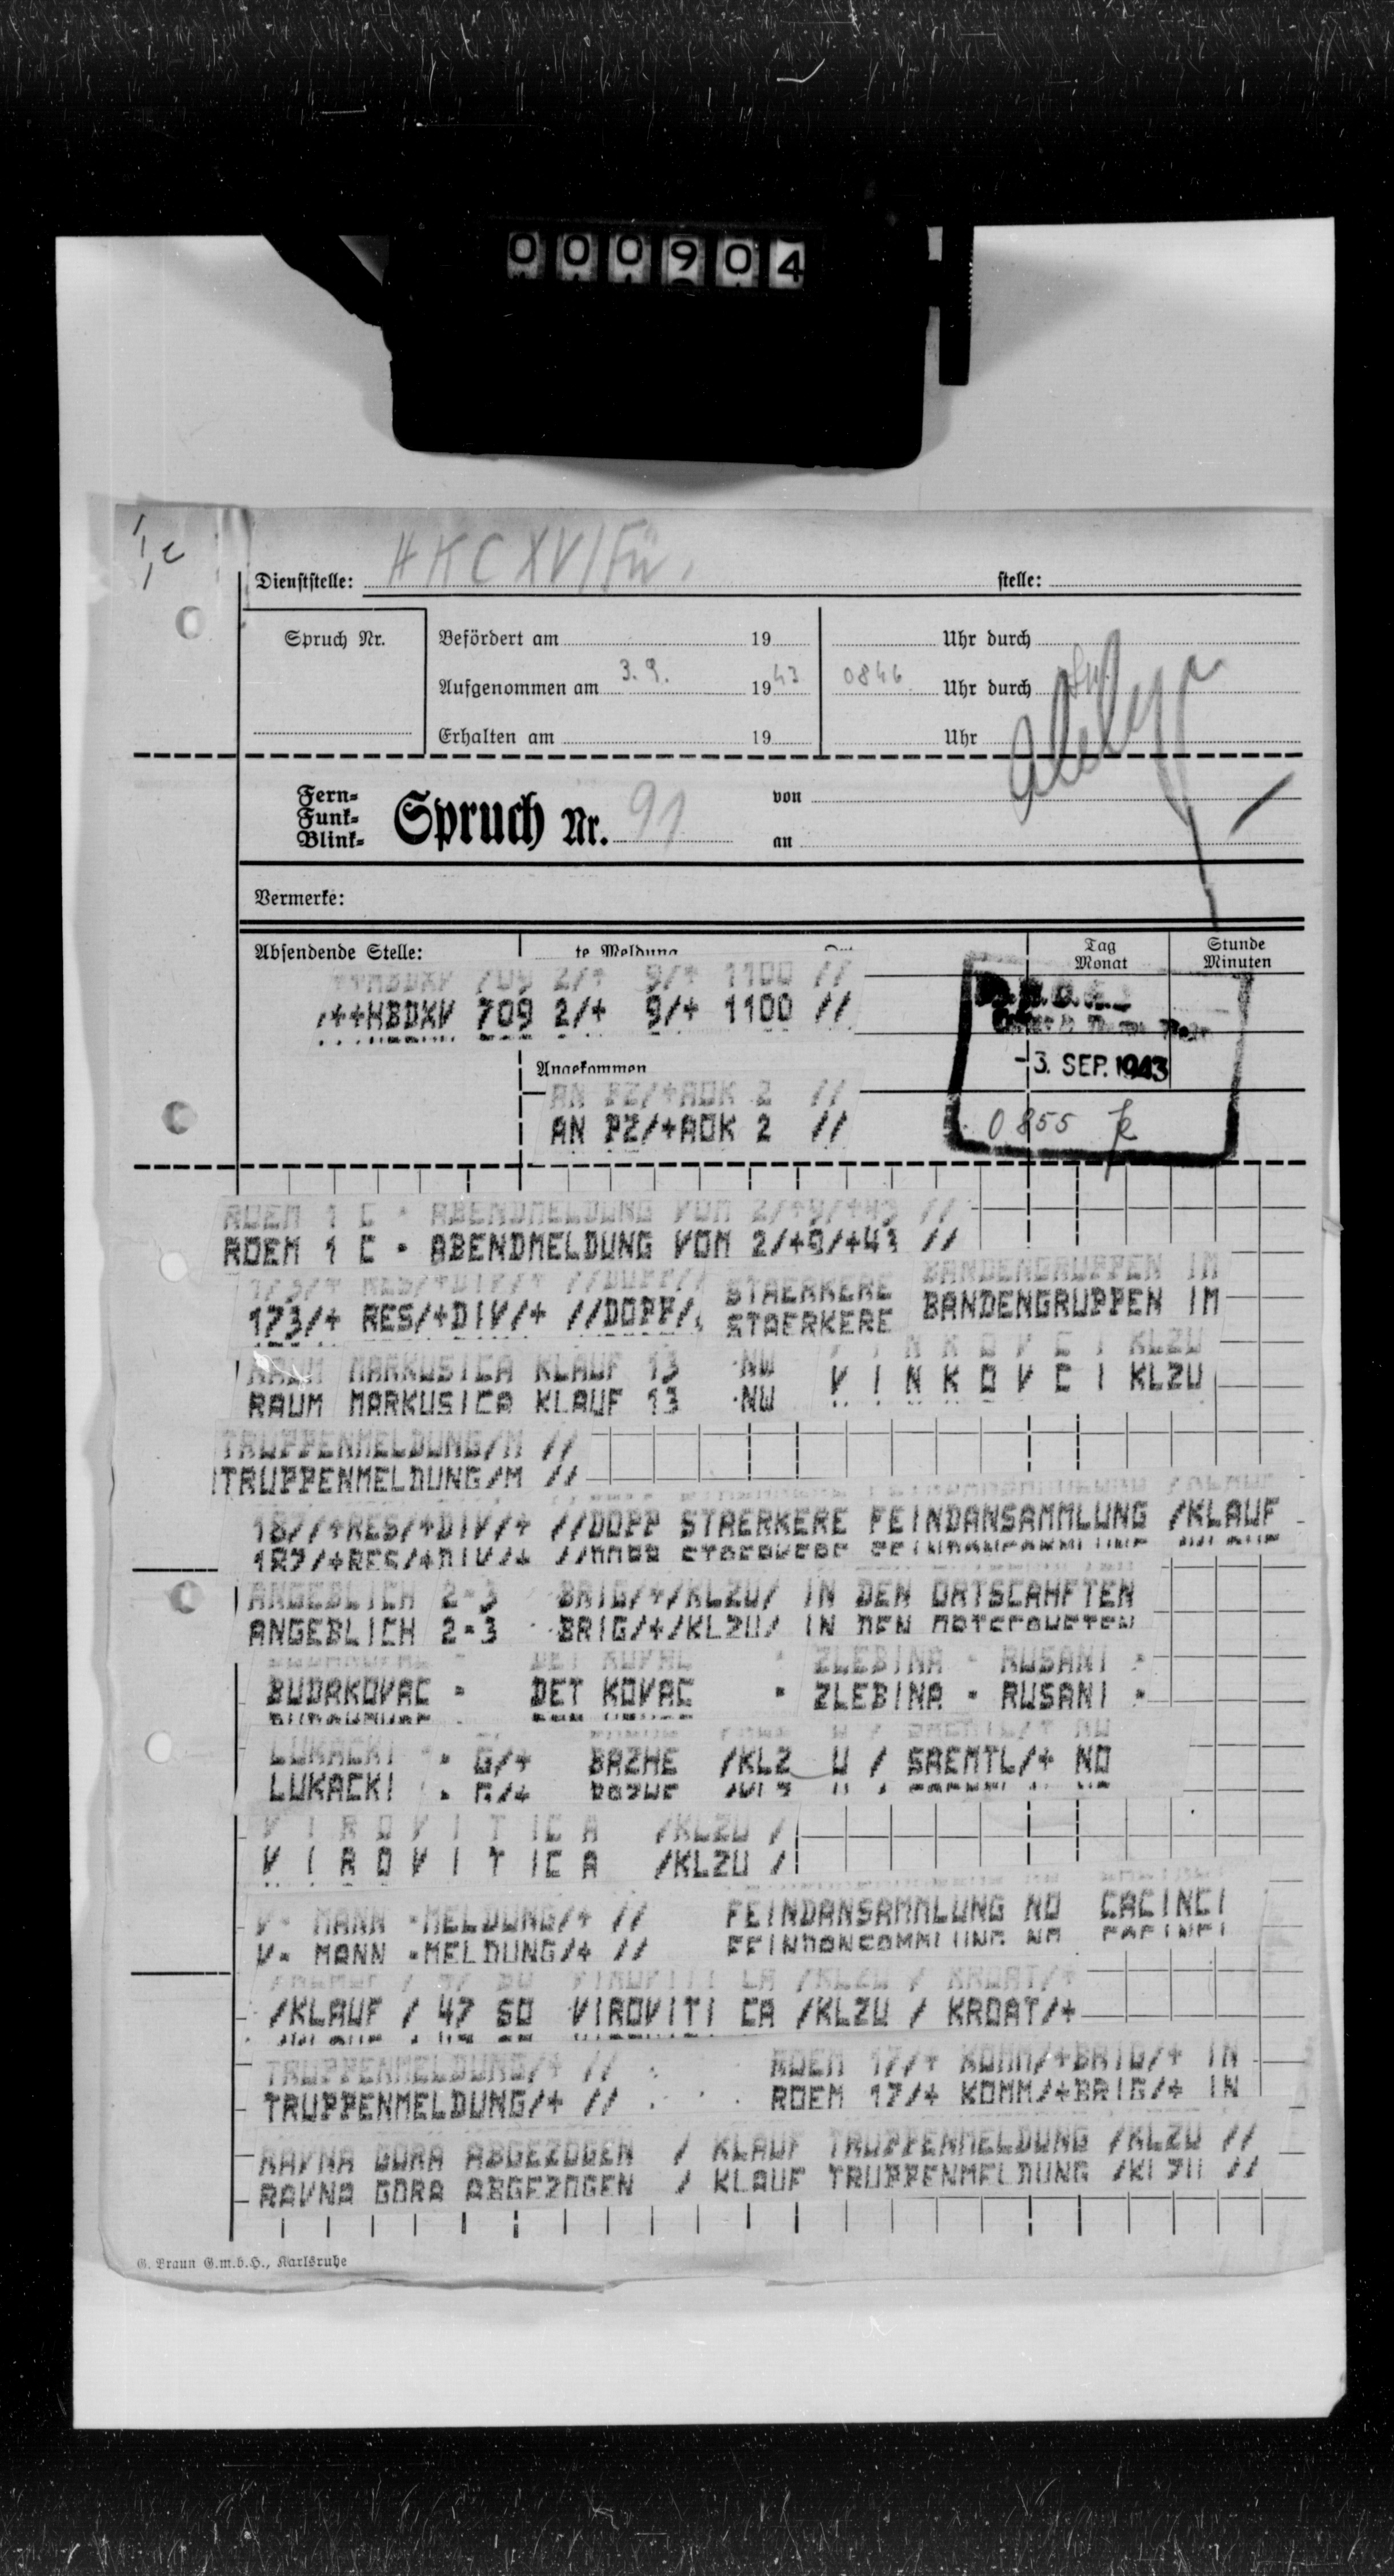 000904
Dienststelle: HKCXV/Fü. stelle:
Spruch Nr.
Befördert am 19 Uhr durch
Aufgenommen am 3.9. 1943 0846 Uhr durch
Erhalten am 19 Uhr
Fern-
Funk-
Blink-
Spruch Nr. 91
von
an
Vermerke:
Absendende Stelle: te Meldung Tag Monat Stunde Minuten
/++HBDXV 709 2/+ 9/+ 1100 //
-3. SEP. 1943
Angekommen
AN PZ/+AOK 2 //
0855
ROEM 1 C - ABENDMELDUNG VOM 2/+9/+43 //
173/+ RES/+DIV/+ //DOPP/ STAERKERE BANDENGRUPPEN IM
RAUM MARKUSICA KLAUF 13 NW V I N K O V C I KLZU
TRUPPENMELDUNG/M //
187/+RES/+DIV/+ //DOPP STAERKERE FEINDANSAMMLUNG /KLAUF
ANGEBLICH 2-3 BRIG/+/KLZU/ IN DEN ORTSCAHFTEN
BUDAKOVAC - DET KOVAC - ZLEBINA - RUSANI -
LUKACKI - G/+ BAZHE /KLZ U / SAEMTL/+ NO
V I R O V I T IC A /KLZU /
V- MANN -MELDUNG/+ // FEINDANSAMMLUNG NO CACINCI
/KLAUF / 47 SO VIROVITI CA /KLZU / KROAT/+
TRUPPENMELDUNG/+ // ROEM 17/+ KOMM/+BRIG/+ IN
RAVNA GORA ABGEZOGEN / KLAUF TRUPPENMELDUNG /KLZU //
G. Braun G.m.b.H., Karlsruhe